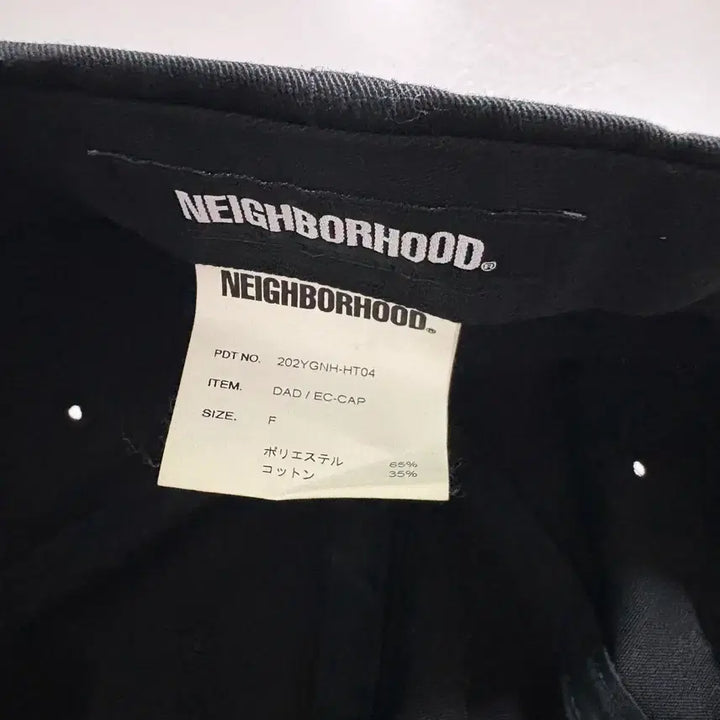 NEIGHBORHOOD®
NEIGHBORHOOD®
PDT NO. 202YGNH-HT04
ITEM. DAD / EC-CAP
SIZE. F
ポリエステル 65%
コットン 35%